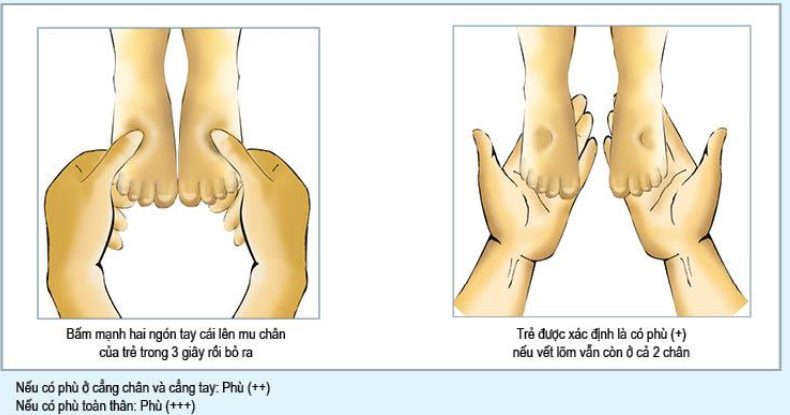 Bấm mạnh hai ngón tay cái lên mu chân
của trẻ trong 3 giây rồi bỏ ra
Trẻ được xác định là có phù (+)
nếu vết lõm vẫn còn ở cả 2 chân
Nếu có phù ở cẳng chân và cẳng tay: Phù (++)
Nếu có phù toàn thân: Phù (+++)